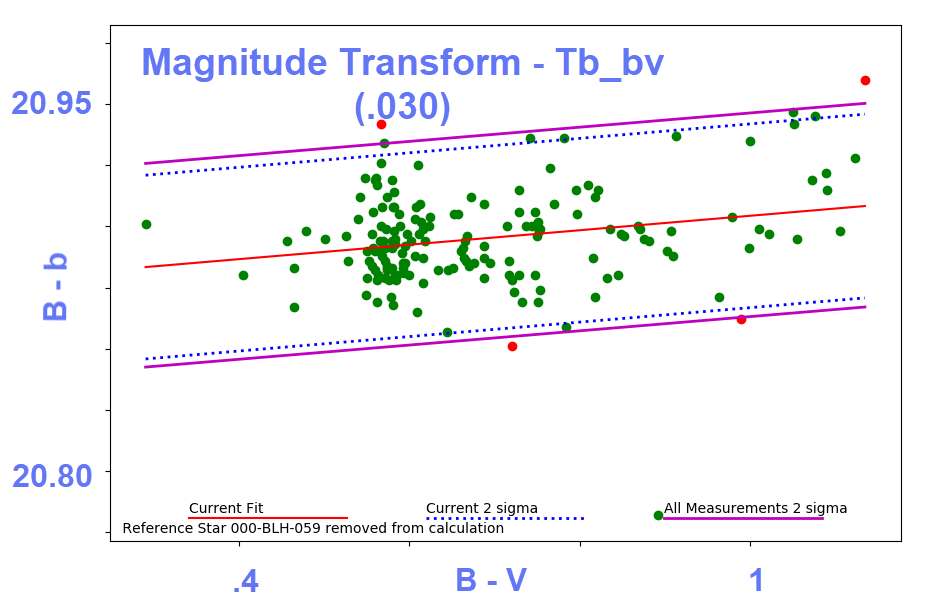 Magnitude Transform - Tb_bv
(.030)
20.95
B - b
20.80
Current Fit
Current 2 sigma
All Measurements 2 sigma
Reference Star 000-BLH-059 removed from calculation
.4
B - V
1